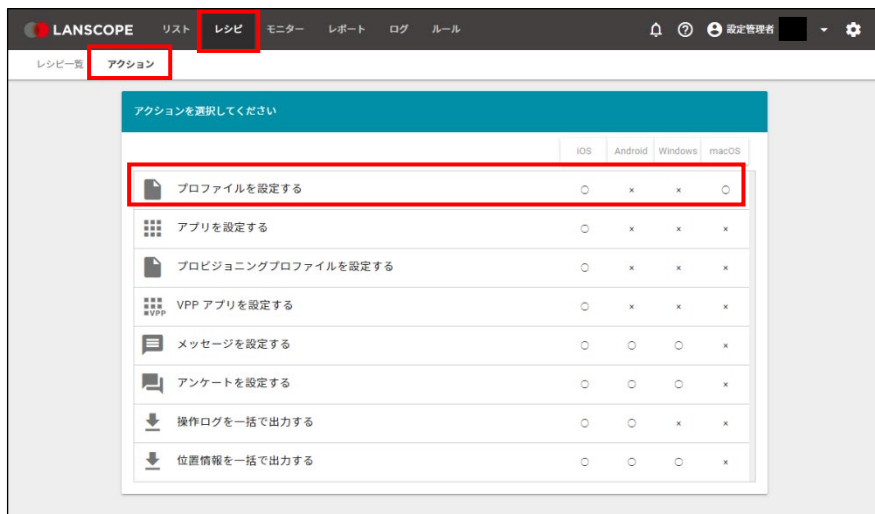 LANSCOPE リスト レシピ モニター レポート ログ ルール 設定管理者
レシピ一覧 アクション
アクションを選択してください
iOS Android Windows macOS
プロファイルを設定する ○ × × ○
アプリを設定する ○ × × ×
プロビジョニングプロファイルを設定する ○ × × ×
VPP VPP アプリを設定する ○ × × ×
メッセージを設定する ○ ○ ○ ×
アンケートを設定する ○ ○ ○ ×
操作ログを一括で出力する ○ ○ × ×
位置情報を一括で出力する ○ ○ ○ ×